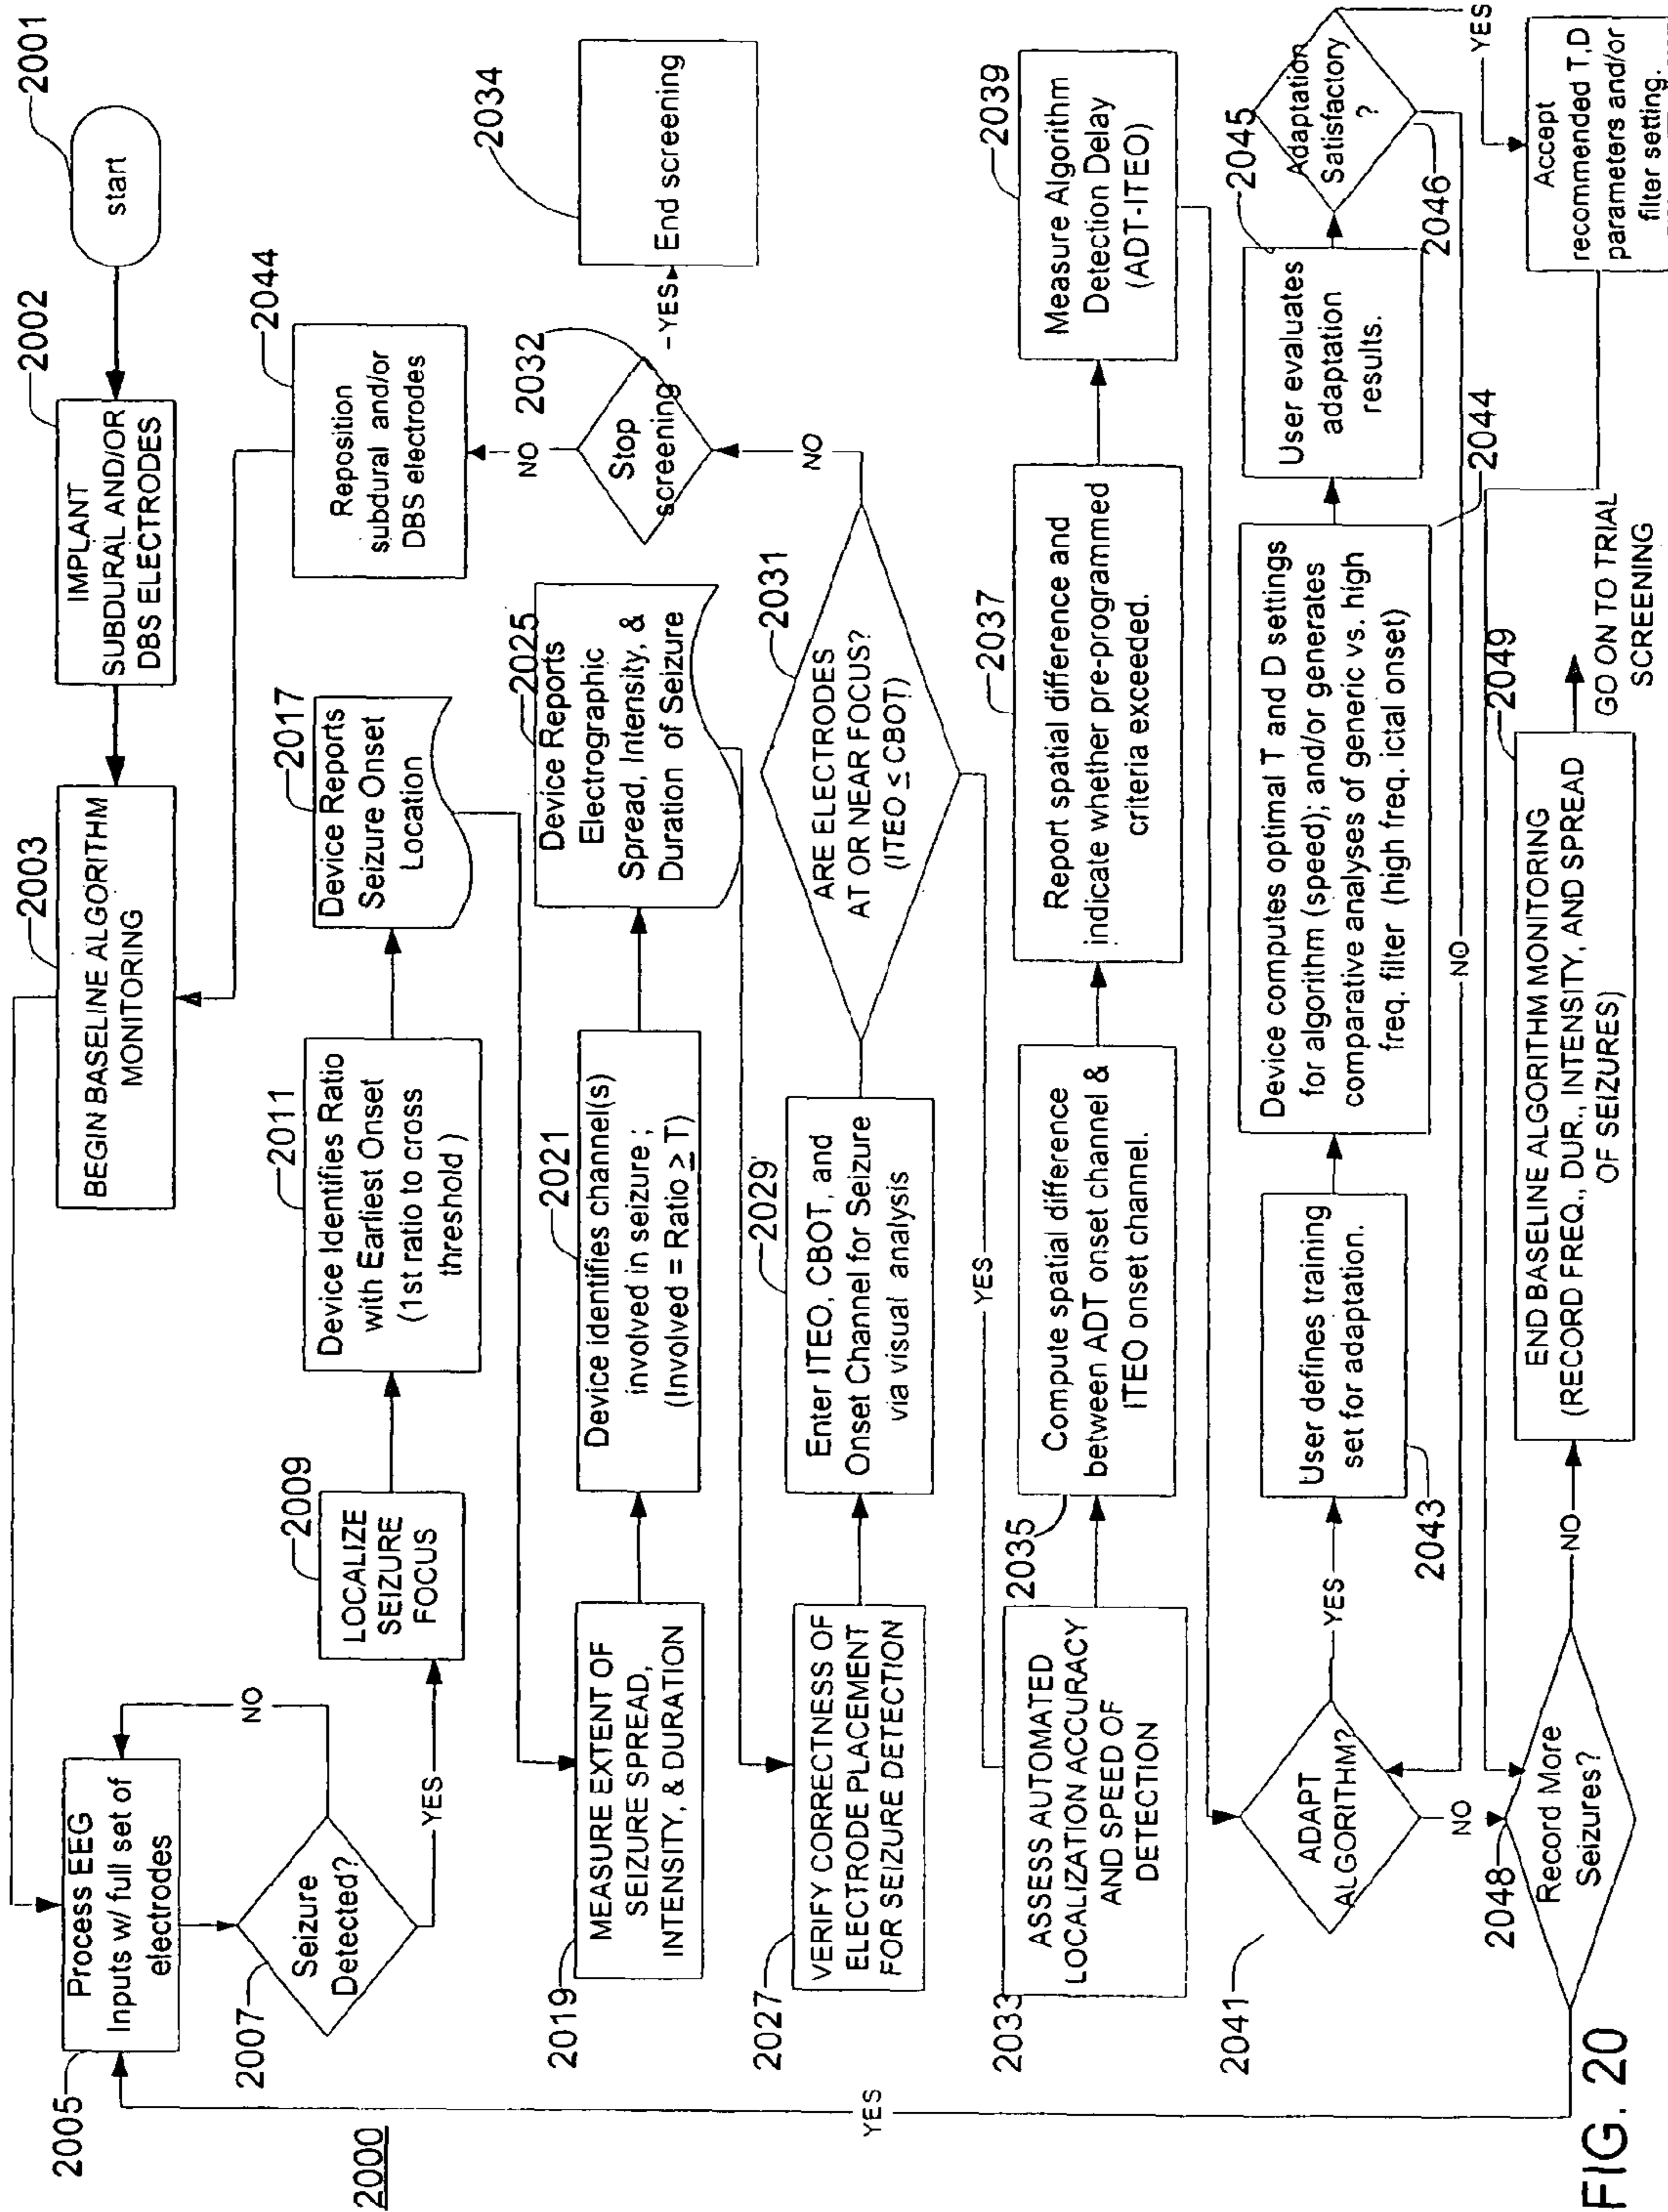 2001
start
2002
IMPLANT
SUBDURAL AND/OR
DBS ELECTRODES
2003
BEGIN BASELINE ALGORITHM
MONITORING
2005
Process EEG
Inputs w/ full set of
electrodes
2000
2007
Seizure
Detected?
NO
YES
2009
LOCALIZE
SEIZURE
FOCUS
2011
Device Identifies Ratio
with Earliest Onset
(1st ratio to cross
threshold )
2017
Device Reports
Seizure Onset
Location
2044
Reposition
subdural and/or
DBS electrodes
2019
MEASURE EXTENT OF
SEIZURE SPREAD,
INTENSITY, & DURATION
2021
Device identifies channel(s)
involved in seizure ;
(Involved = Ratio ≥ T)
2025
Device Reports
Electrographic
Spread, Intensity, &
Duration of Seizure
NO
2032
Stop
screening
YES
2034
End screening
2027
VERIFY CORRECTNESS OF
ELECTRODE PLACEMENT
FOR SEIZURE DETECTION
2029
Enter ITEO, CBOT, and
Onset Channel for Seizure
via visual analysis
2031
ARE ELECTRODES
AT OR NEAR FOCUS?
(ITEO ≤ CBOT)
NO
YES
2033
ASSESS AUTOMATED
LOCALIZATION ACCURACY
AND SPEED OF
DETECTION
2035
Compute spatial difference
between ADT onset channel &
ITEO onset channel.
2037
Report spatial difference and
indicate whether pre-programmed
criteria exceeded.
2039
Measure Algorithm
Detection Delay
(ADT-ITEO)
2041
ADAPT
ALGORITHM?
YES
NO
2043
User defines training
set for adaptation.
Device computes optimal T and D settings
for algorithm (speed); and/or generates
comparative analyses of generic vs. high
freq. filter (high freq. ictal onset)
2044
User evaluates
adaptation
results.
2045
Adaptation
Satisfactory
?
2046
NO
YES
Accept
recommended T,D
parameters and/or
filter setting.
2048
Record More
Seizures?
YES
NO
2049
END BASELINE ALGORITHM MONITORING
(RECORD FREQ., DUR., INTENSITY, AND SPREAD
OF SEIZURES)
GO ON TO TRIAL
SCREENING
FIG. 20